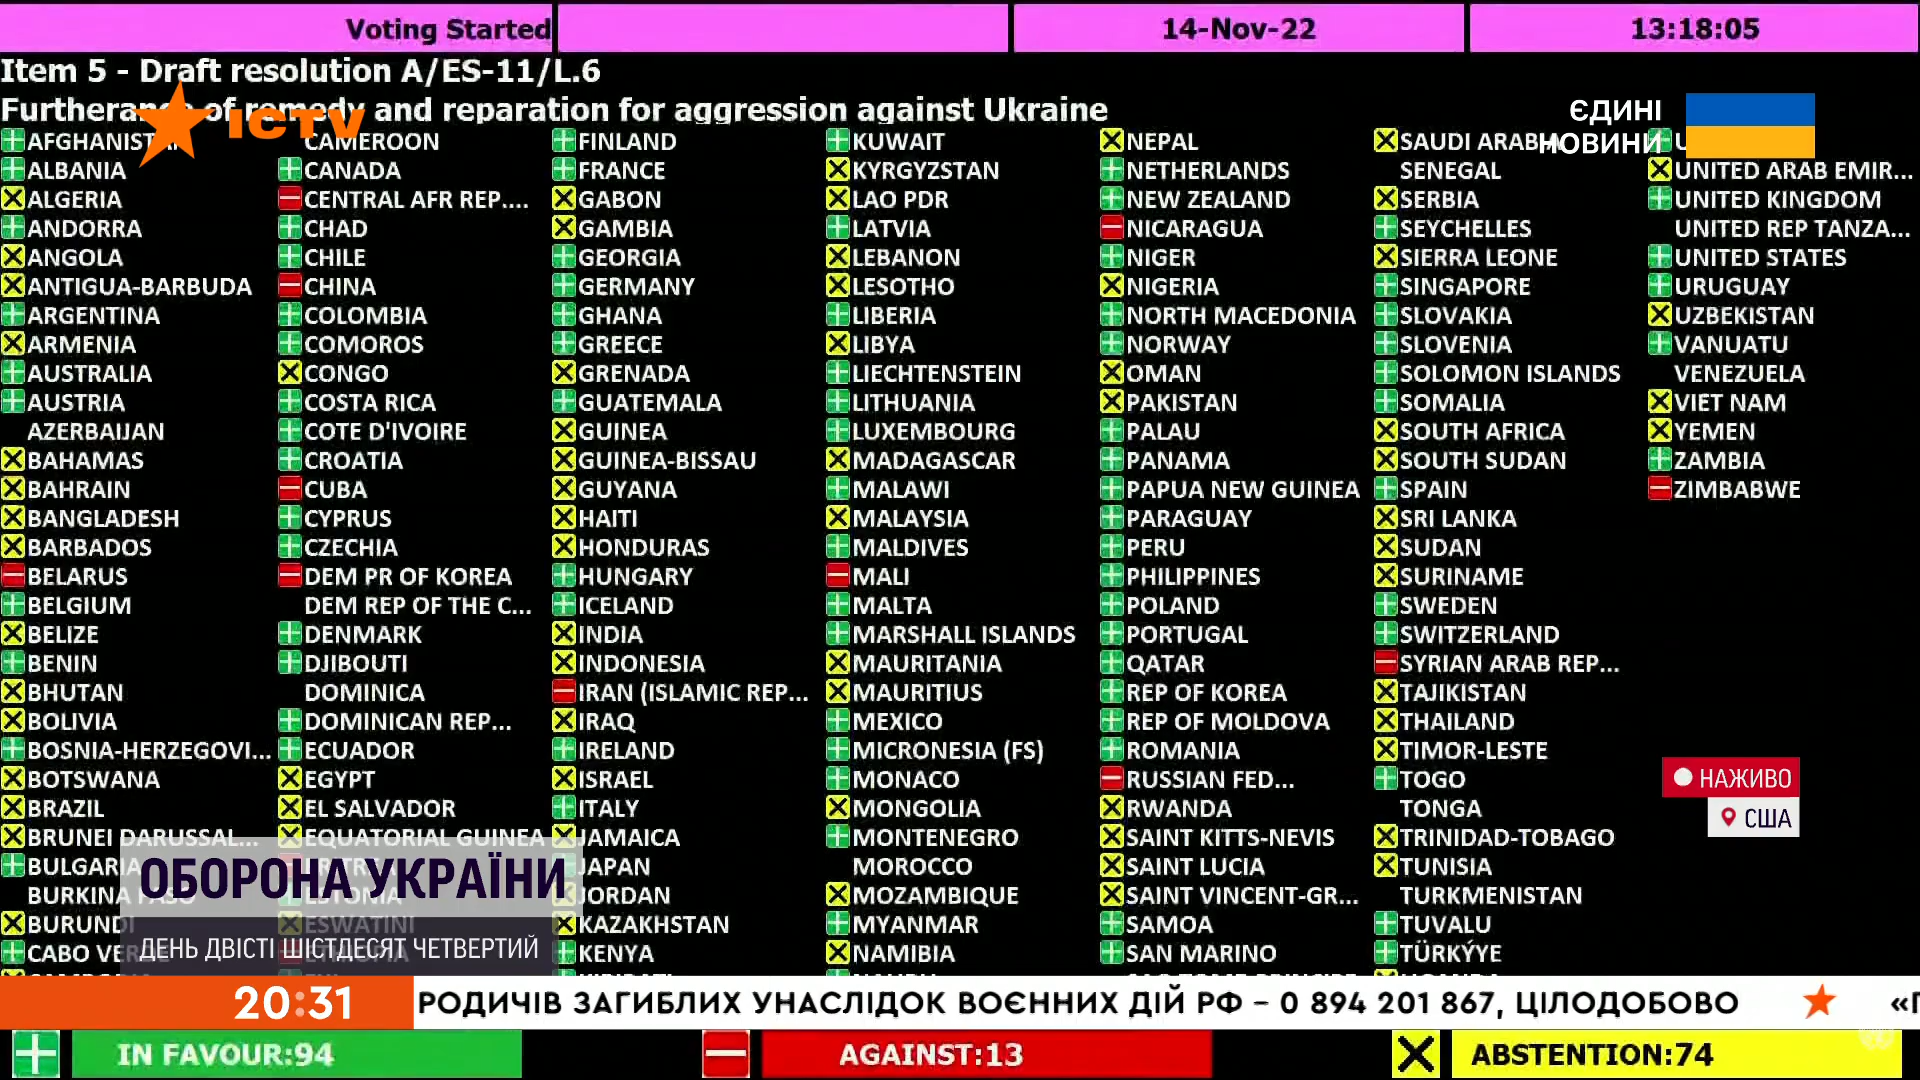 Voting Started
14-Nov-22
13:18:05
Item 5 - Draft resolution A/ES-11/L.6
Furtherance of remedy and reparation for aggression against Ukraine
ICTV
ЄДИНІ
НОВИНИ
AFGHANISTAN
ALBANIA
ALGERIA
ANDORRA
ANGOLA
ANTIGUA-BARBUDA
ARGENTINA
ARMENIA
AUSTRALIA
AUSTRIA
AZERBAIJAN
BAHAMAS
BAHRAIN
BANGLADESH
BARBADOS
BELARUS
BELGIUM
BELIZE
BENIN
BHUTAN
BOLIVIA
BOSNIA-HERZEGOVI...
BOTSWANA
BRAZIL
BRUNEI DARUSSAL...
BULGARIA
BURKINA FASO
BURUNDI
CABO VERDE
CAMEROON
CANADA
CENTRAL AFR REP....
CHAD
CHILE
CHINA
COLOMBIA
COMOROS
CONGO
COSTA RICA
COTE D'IVOIRE
CROATIA
CUBA
CYPRUS
CZECHIA
DEM PR OF KOREA
DEM REP OF THE C...
DENMARK
DJIBOUTI
DOMINICA
DOMINICAN REP...
ECUADOR
EGYPT
EL SALVADOR
EQUATORIAL GUINEA
ESTONIA
ESWATINI
ETHIOPIA
FINLAND
FRANCE
GABON
GAMBIA
GEORGIA
GERMANY
GHANA
GREECE
GRENADA
GUATEMALA
GUINEA
GUINEA-BISSAU
GUYANA
HAITI
HONDURAS
HUNGARY
ICELAND
INDIA
INDONESIA
IRAN (ISLAMIC REP...
IRAQ
IRELAND
ISRAEL
ITALY
JAMAICA
JAPAN
JORDAN
KAZAKHSTAN
KENYA
KUWAIT
KYRGYZSTAN
LAO PDR
LATVIA
LEBANON
LESOTHO
LIBERIA
LIBYA
LIECHTENSTEIN
LITHUANIA
LUXEMBOURG
MADAGASCAR
MALAWI
MALAYSIA
MALDIVES
MALI
MALTA
MARSHALL ISLANDS
MAURITANIA
MAURITIUS
MEXICO
MICRONESIA (FS)
MONACO
MONGOLIA
MONTENEGRO
MOROCCO
MOZAMBIQUE
MYANMAR
NAMIBIA
NEPAL
NETHERLANDS
NEW ZEALAND
NICARAGUA
NIGER
NIGERIA
NORTH MACEDONIA
NORWAY
OMAN
PAKISTAN
PALAU
PANAMA
PAPUA NEW GUINEA
PARAGUAY
PERU
PHILIPPINES
POLAND
PORTUGAL
QATAR
REP OF KOREA
REP OF MOLDOVA
ROMANIA
RUSSIAN FED...
RWANDA
SAINT KITTS-NEVIS
SAINT LUCIA
SAINT VINCENT-GR...
SAMOA
SAN MARINO
SAUDI ARABIA
SENEGAL
SERBIA
SEYCHELLES
SIERRA LEONE
SINGAPORE
SLOVAKIA
SLOVENIA
SOLOMON ISLANDS
SOMALIA
SOUTH AFRICA
SOUTH SUDAN
SPAIN
SRI LANKA
SUDAN
SURINAME
SWEDEN
SWITZERLAND
SYRIAN ARAB REP...
TAJIKISTAN
THAILAND
TIMOR-LESTE
TOGO
TONGA
TRINIDAD-TOBAGO
TUNISIA
TURKMENISTAN
TUVALU
TÜRKÝYE
UNITED ARAB EMIR...
UNITED KINGDOM
UNITED REP TANZA...
UNITED STATES
URUGUAY
UZBEKISTAN
VANUATU
VENEZUELA
VIET NAM
YEMEN
ZAMBIA
ZIMBABWE
НАЖИВО
США
ОБОРОНА УКРАЇНИ
ДЕНЬ ДВІСТІ ШІСТДЕСЯТ ЧЕТВЕРТИЙ
20:31
РОДИЧІВ ЗАГИБЛИХ УНАСЛІДОК ВОЄННИХ ДІЙ РФ – 0 894 201 867, ЦІЛОДОБОВО
IN FAVOUR:94
AGAINST:13
ABSTENTION:74